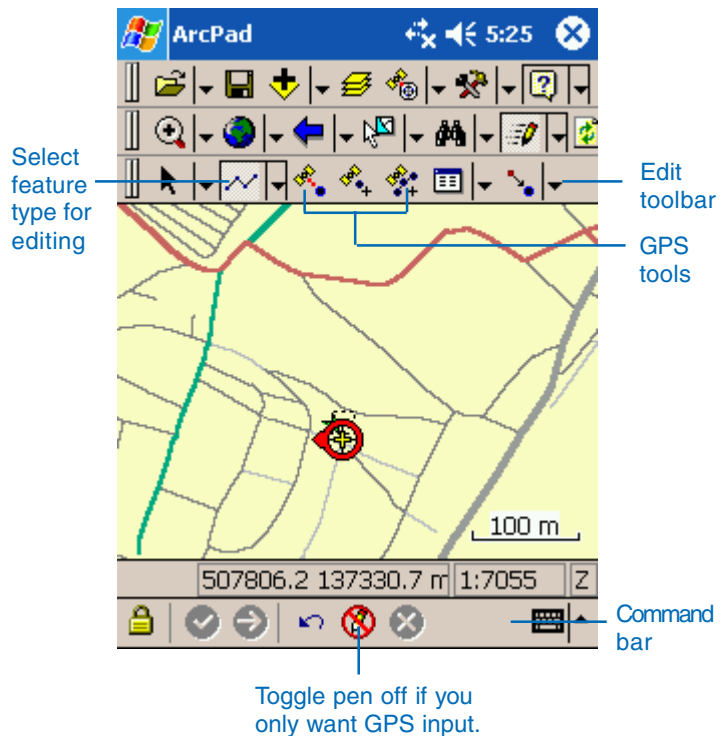 ArcPad 5:25
Select
feature
type for
editing
Edit
toolbar
GPS
tools
100 m
507806.2 137330.7 m 1:7055 Z
Command
bar
Toggle pen off if you
only want GPS input.